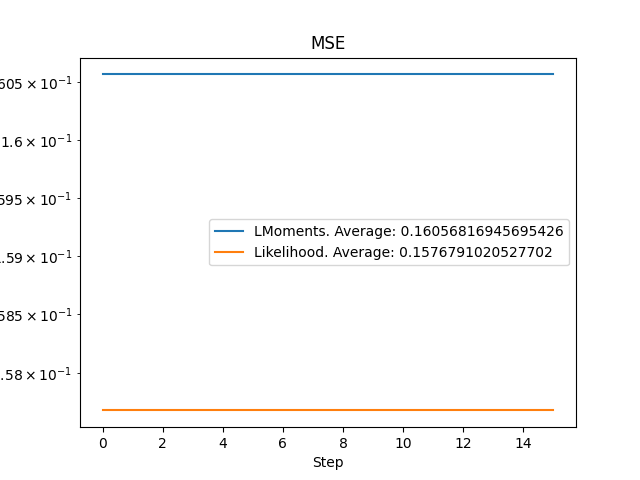 MSE
605 × 10⁻¹
1.6 × 10⁻¹
595 × 10⁻¹
.59 × 10⁻¹
585 × 10⁻¹
.58 × 10⁻¹
LMoments. Average: 0.16056816945695426
Likelihood. Average: 0.1576791020527702
0 2 4 6 8 10 12 14
Step